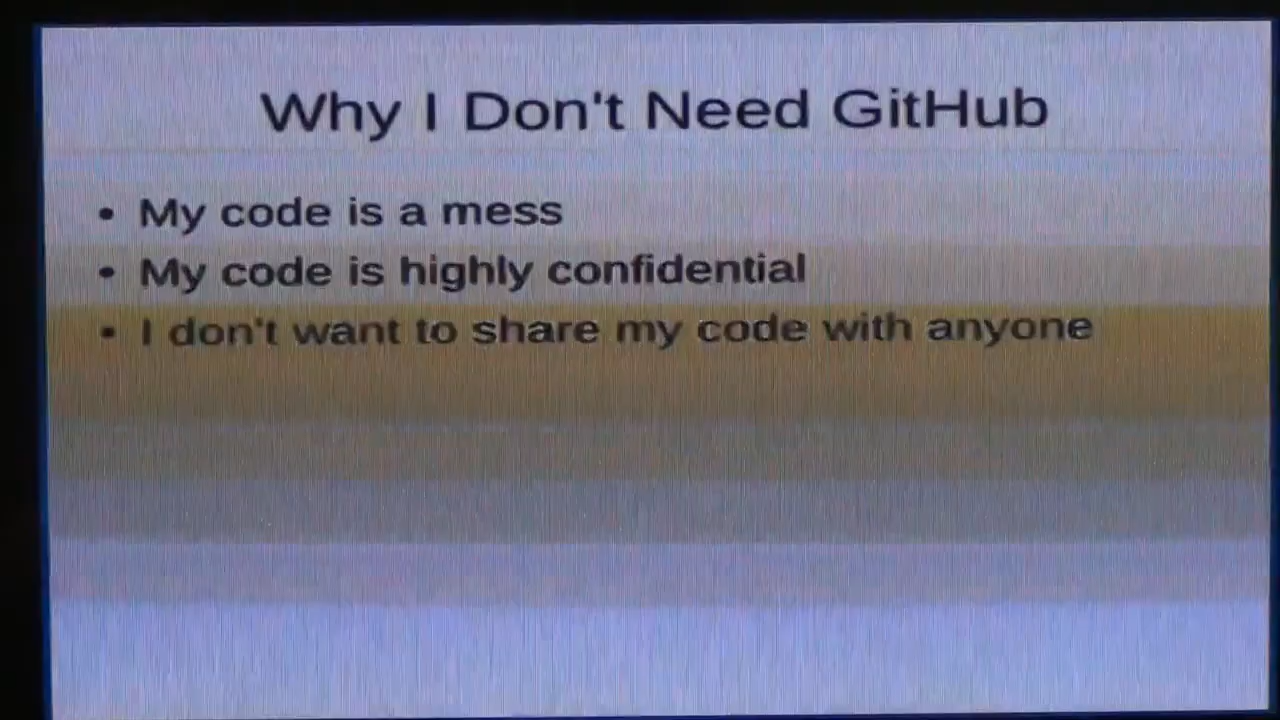 Why I Don't Need GitHub
• My code is a mess
• My code is highly confidential
• I don't want to share my code with anyone